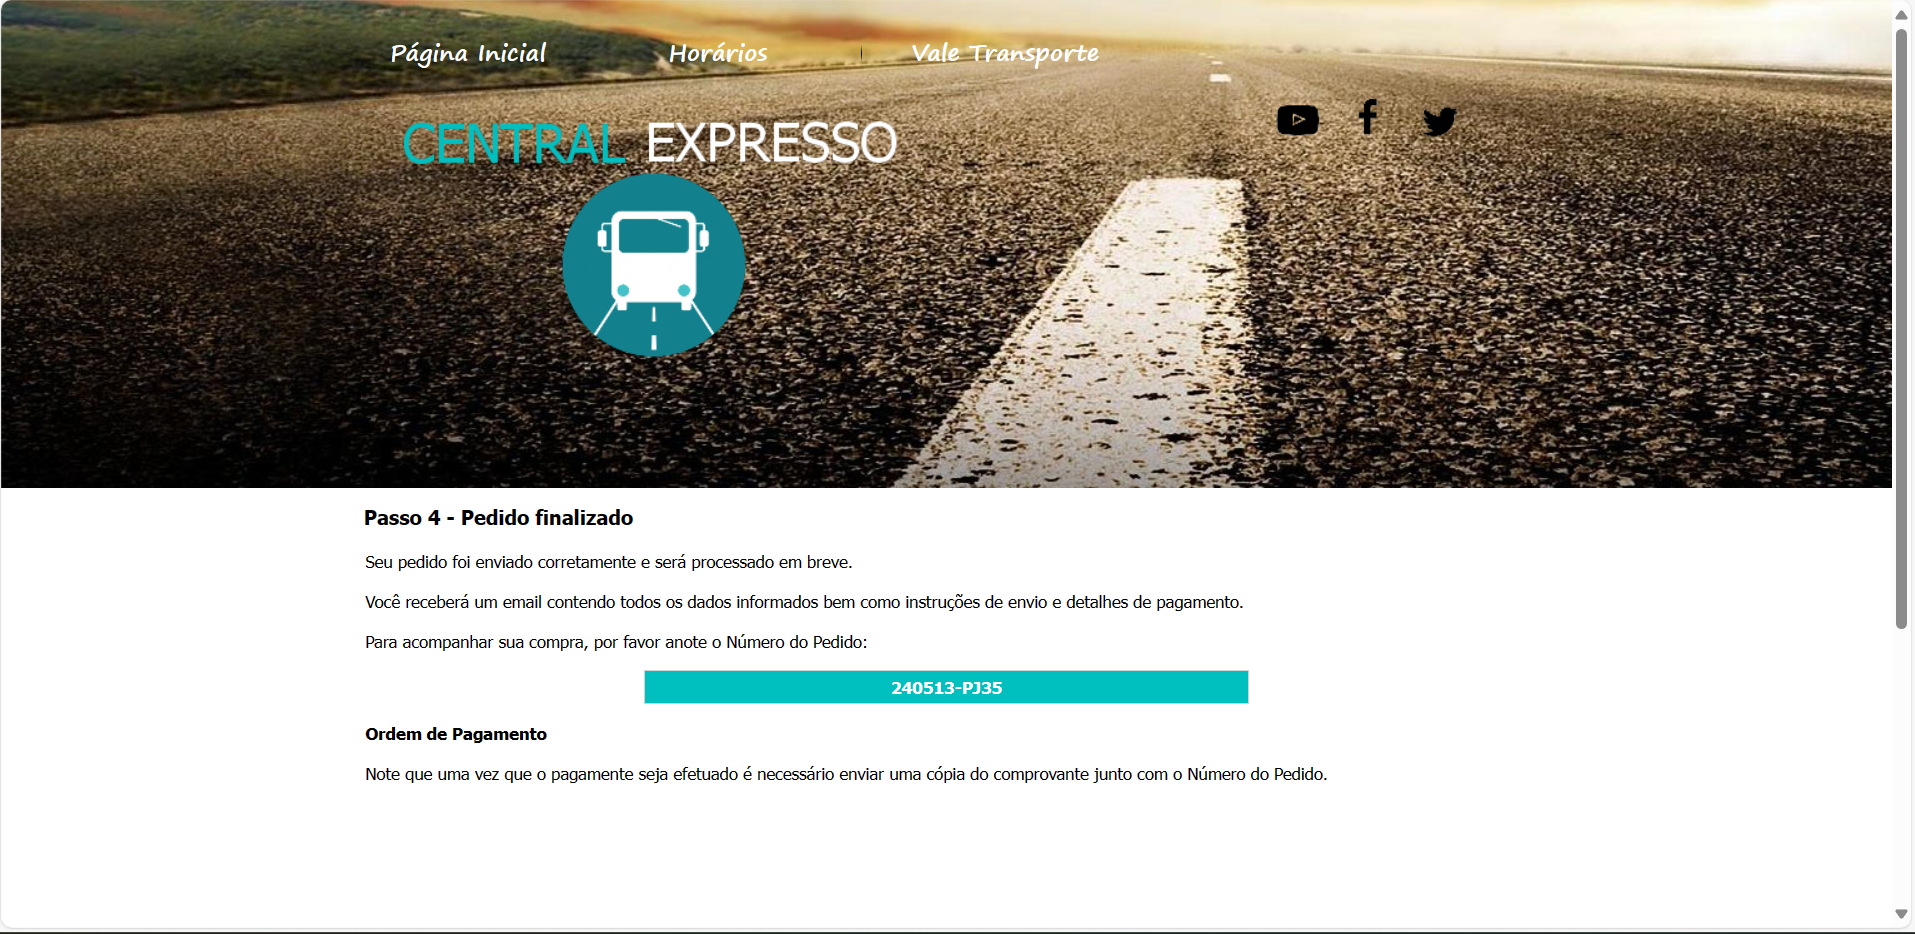 Página Inicial
Horários
Vale Transporte
CENTRAL EXPRESSO
Passo 4 - Pedido finalizado
Seu pedido foi enviado corretamente e será processado em breve.
Você receberá um email contendo todos os dados informados bem como instruções de envio e detalhes de pagamento.
Para acompanhar sua compra, por favor anote o Número do Pedido:
240513-PJ35
Ordem de Pagamento
Note que uma vez que o pagamente seja efetuado é necessário enviar uma cópia do comprovante junto com o Número do Pedido.